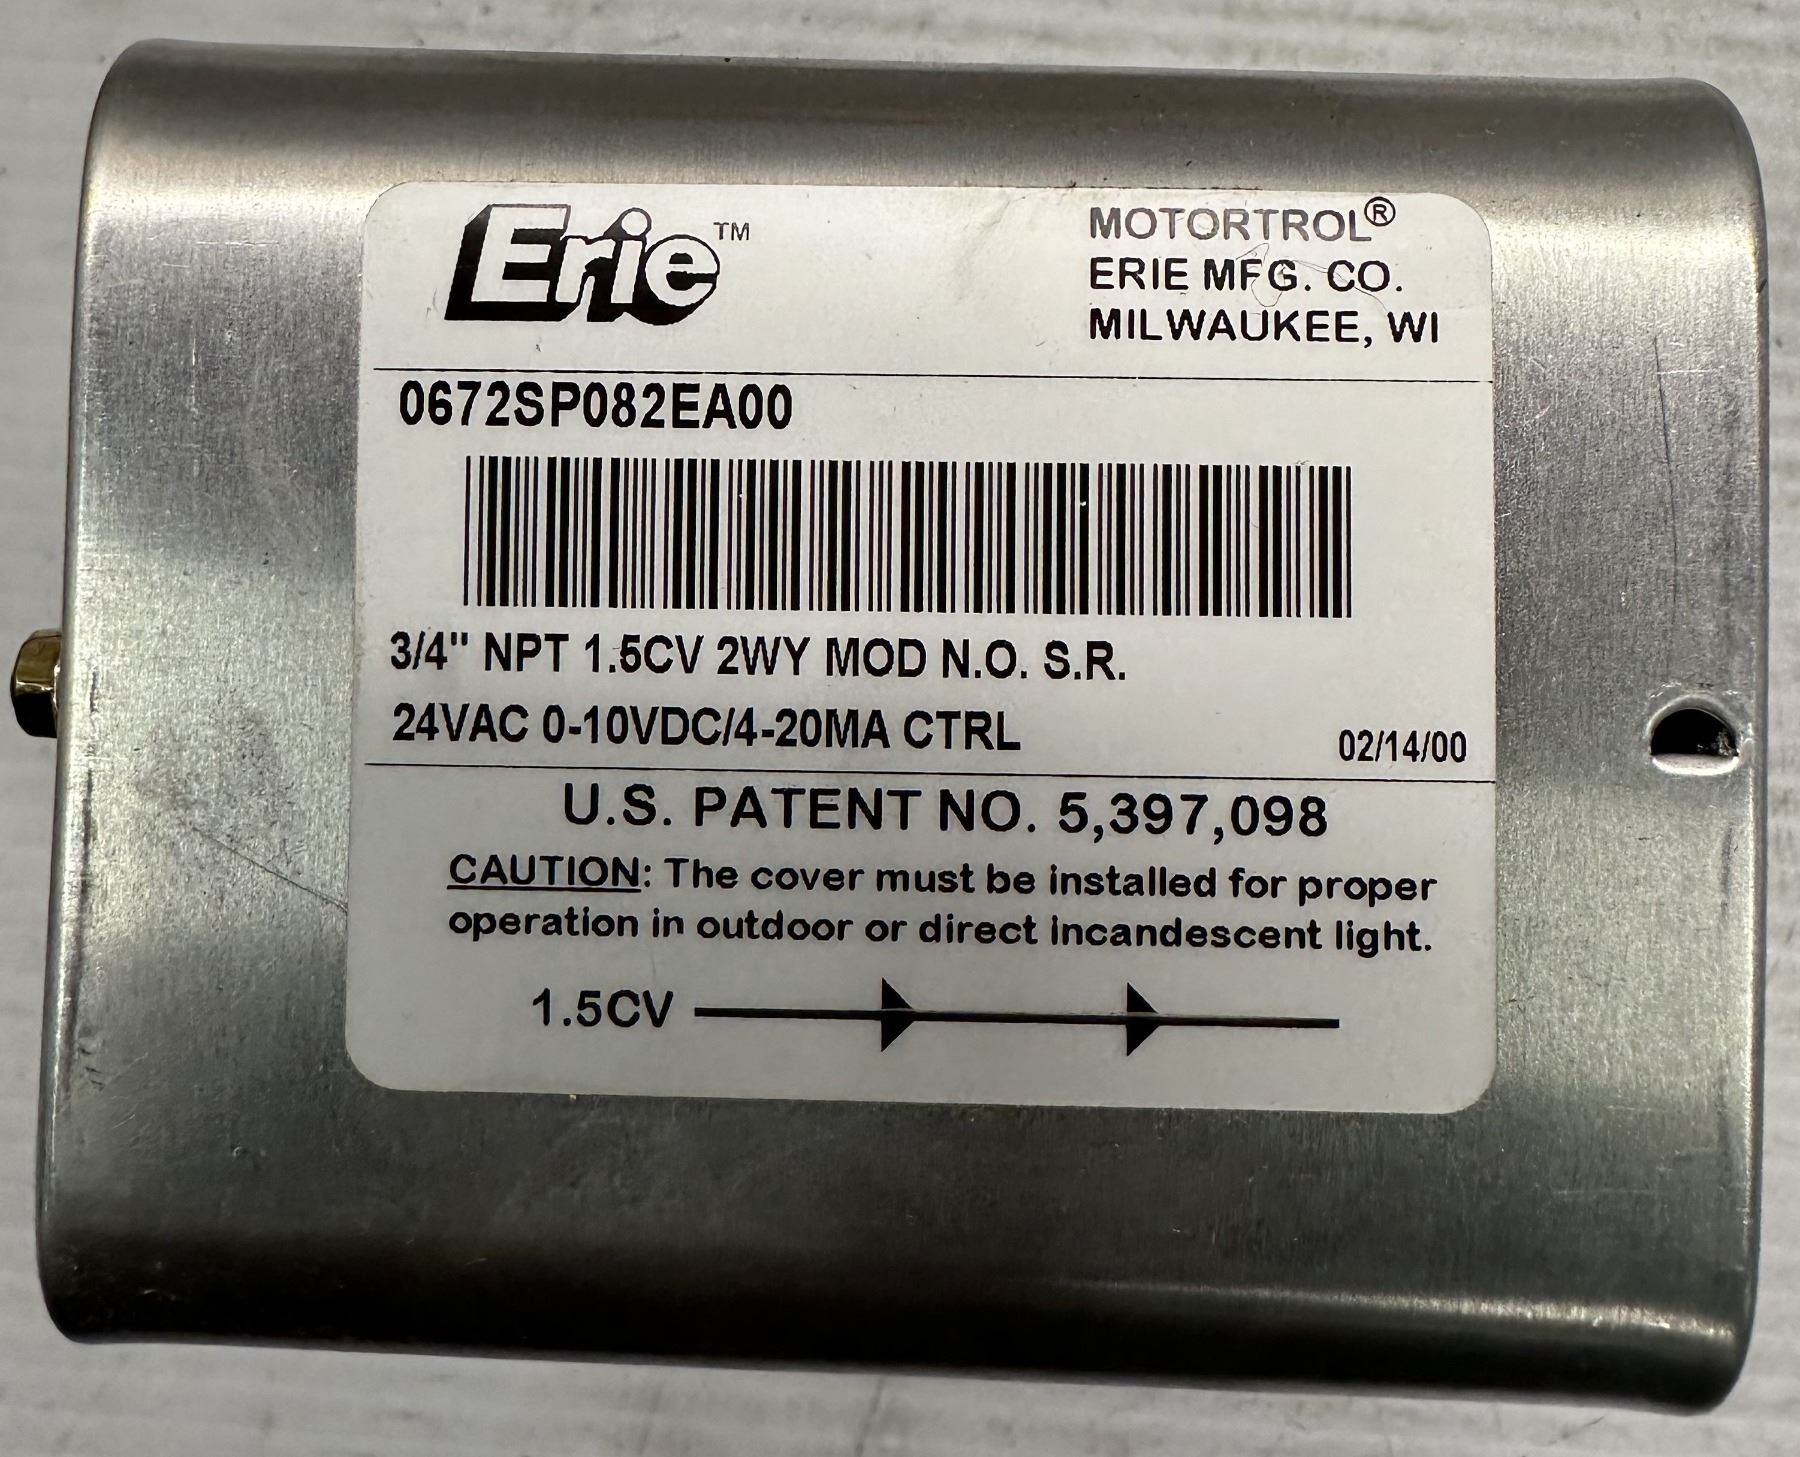 Erie™
MOTORTROL®
ERIE MFG. CO.
MILWAUKEE, WI
0672SP082EA00
3/4" NPT 1.5CV 2WY MOD N.O. S.R.
24VAC 0-10VDC/4-20MA CTRL
02/14/00
U.S. PATENT NO. 5,397,098
CAUTION: The cover must be installed for proper
operation in outdoor or direct incandescent light.
1.5CV